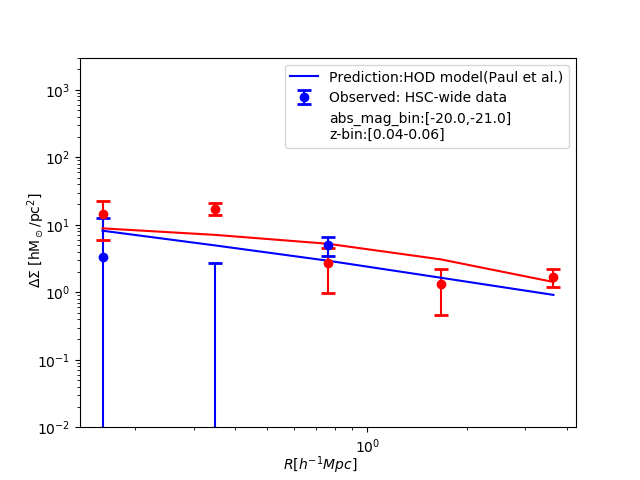 Prediction:HOD model(Paul et al.)
Observed: HSC-wide data
abs_mag_bin:[-20.0,-21.0]
z-bin:[0.04-0.06]
10³
10²
10¹
10⁰
10⁻¹
10⁻²
ΔΣ [hM⊙/pc²]
10⁰
R[h⁻¹Mpc]